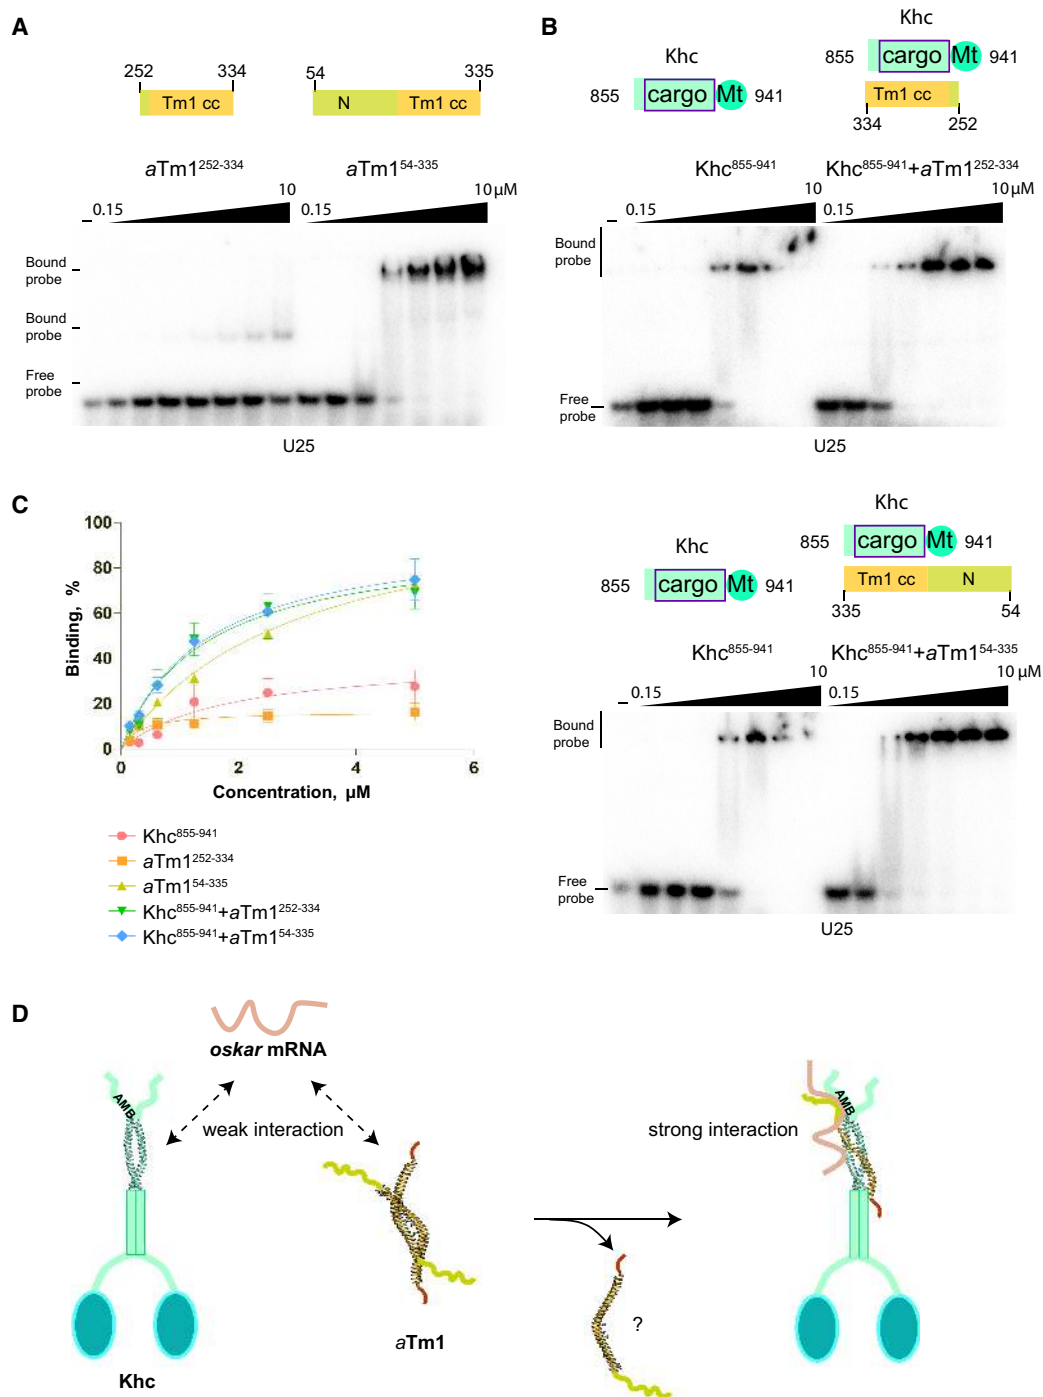 A
252 334 54 335
Tm1 cc N Tm1 cc
aTm1252-334 aTm154-335
– 0.15 10 0.15 10 µM
Bound probe
Bound probe
Free probe
U25
B
Khc
855 cargo Mt 941
Khc
855 cargo Mt 941
Tm1 cc
334 252
Khc855-941 Khc855-941+aTm1252-334
– 0.15 10 0.15 10 µM
Bound probe
Free probe
U25
Khc
855 cargo Mt 941
Khc
855 cargo Mt 941
Tm1 cc N
335 54
Khc855-941 Khc855-941+aTm154-335
– 0.15 10 0.15 10 µM
Bound probe
Free probe
U25
C
Binding, %
100
80
60
40
20
0
0 2 4 6
Concentration, µM
Khc855-941
aTm1252-334
aTm154-335
Khc855-941+aTm1252-334
Khc855-941+aTm154-335
D
oskar mRNA
AMB
weak interaction
Khc
aTm1
?
strong interaction
AMB